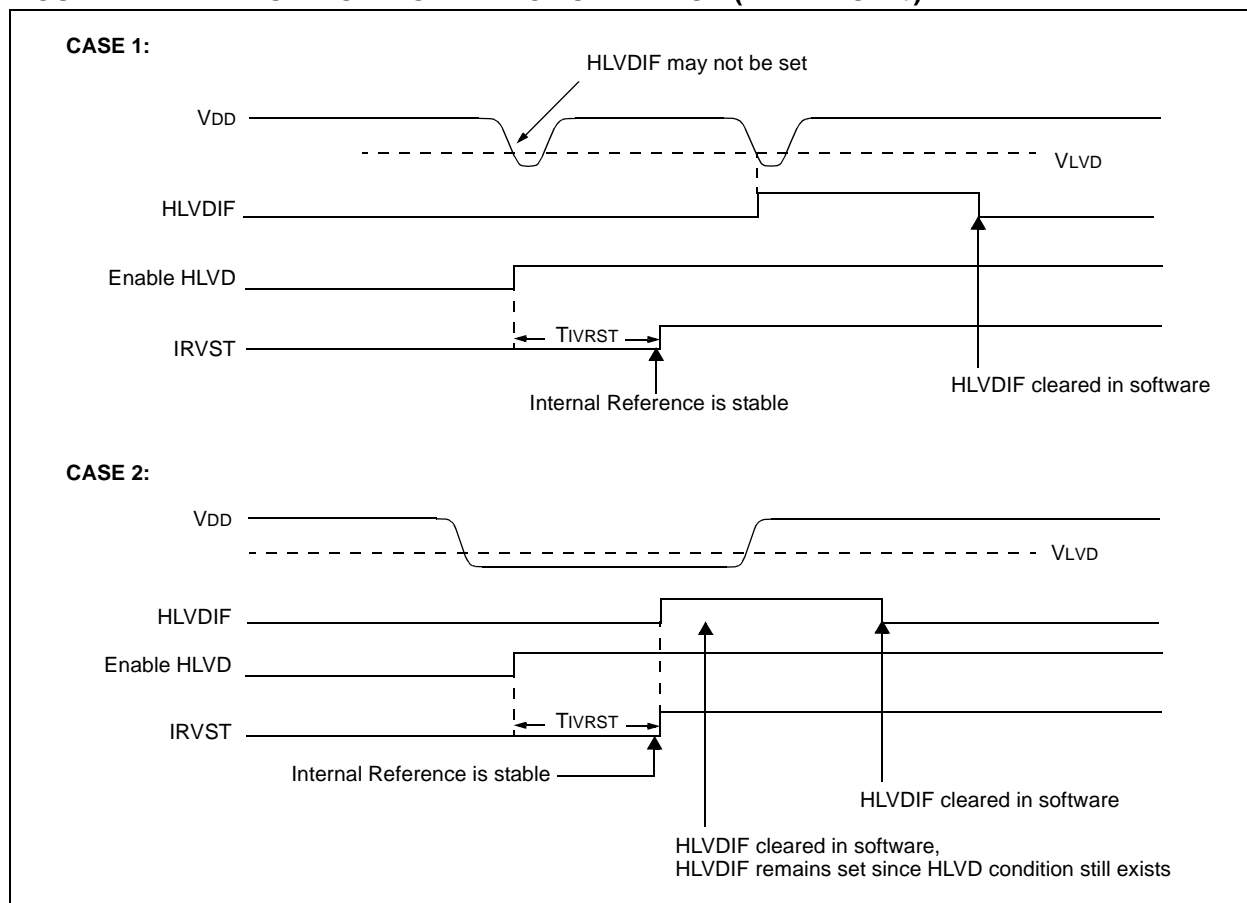 CASE 1:
HLVDIF may not be set
VDD
VLVD
HLVDIF
Enable HLVD
TIVRST
IRVST
HLVDIF cleared in software
Internal Reference is stable
CASE 2:
VDD
VLVD
HLVDIF
Enable HLVD
TIVRST
IRVST
Internal Reference is stable
HLVDIF cleared in software
HLVDIF cleared in software,
HLVDIF remains set since HLVD condition still exists